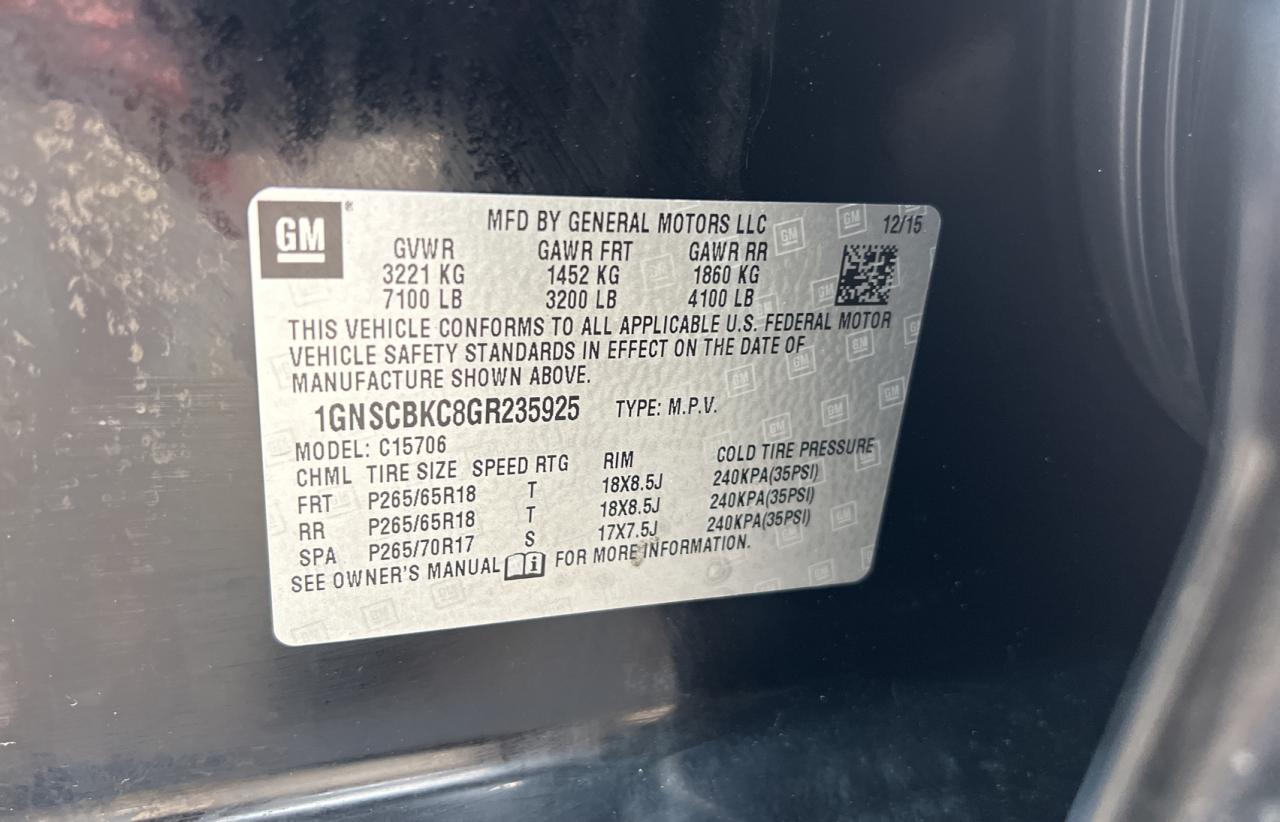 GM®
MFD BY GENERAL MOTORS LLC 12/15
GVWR GAWR FRT GAWR RR
3221 KG 1452 KG 1860 KG
7100 LB 3200 LB 4100 LB
THIS VEHICLE CONFORMS TO ALL APPLICABLE U.S. FEDERAL MOTOR
VEHICLE SAFETY STANDARDS IN EFFECT ON THE DATE OF
MANUFACTURE SHOWN ABOVE.
1GNSCBKC8GR235925 TYPE: M.P.V.
MODEL: C15706
CHML TIRE SIZE SPEED RTG RIM COLD TIRE PRESSURE
FRT P265/65R18 T 18X8.5J 240KPA(35PSI)
RR P265/65R18 T 18X8.5J 240KPA(35PSI)
SPA P265/70R17 S 17X7.5J 240KPA(35PSI)
SEE OWNER'S MANUAL i FOR MORE INFORMATION.